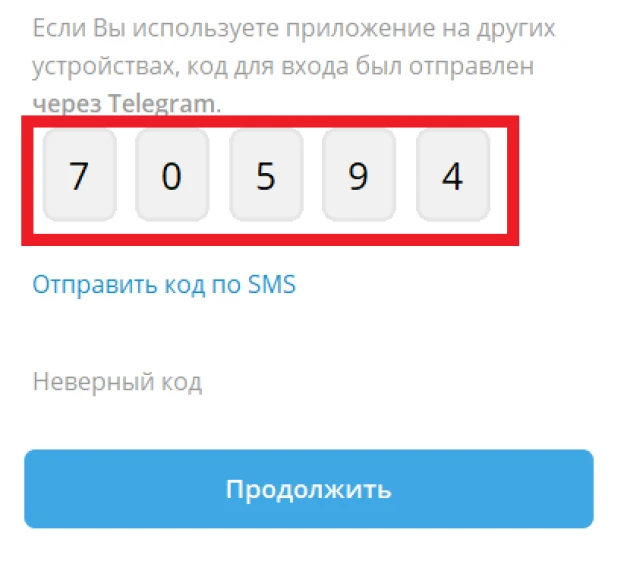 Если Вы используете приложение на других
устройствах, код для входа был отправлен
через Telegram.
7 0 5 9 4
Отправить код по SMS
Неверный код
Продолжить